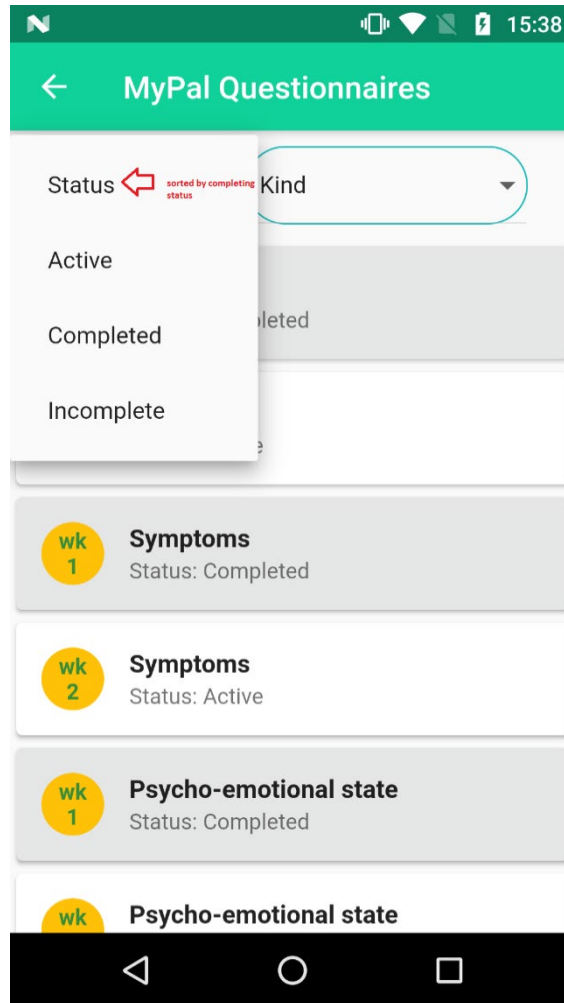 15:38
MyPal Questionnaires
Status
sorted by completing
status
Kind
Active
Completed
Incomplete
wk
1
Symptoms
Status: Completed
wk
2
Symptoms
Status: Active
wk
1
Psycho-emotional state
Status: Completed
wk
Psycho-emotional state